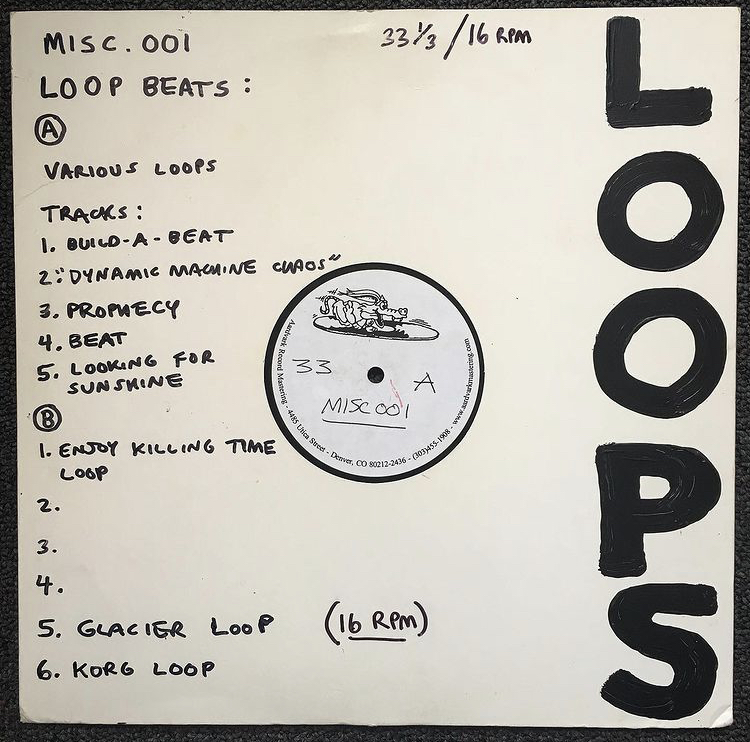 MISC. 001
33 1/3 / 16 RPM
LOOP BEATS:
A
VARIOUS LOOPS
TRACKS:
1. BUILD-A-BEAT
2. "DYNAMIC MACHINE CHAOS"
3. PROPHECY
4. BEAT
5. LOOKING FOR
SUNSHINE
B
1. ENJOY KILLING TIME
LOOP
2.
3.
4.
5. GLACIER LOOP (16 RPM)
6. KORG LOOP
33
A
MISC 001
Aardvark Record Mastering - 4485 Utica Street - Denver, CO 80212-2436 - (303)455-1908 - www.aardvarkmastering.com
LOOPS